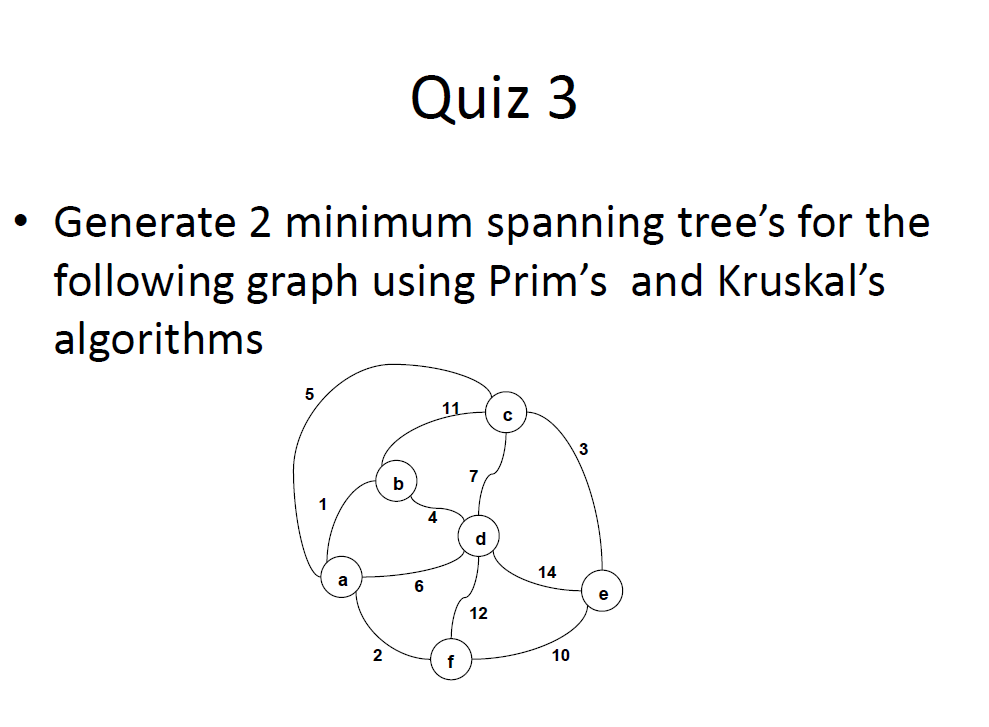 Quiz 3
• Generate 2 minimum spanning tree’s for the
following graph using Prim’s and Kruskal’s
algorithms
5
11
c
3
b
7
1
4
d
14
a
6
e
12
2
f
10